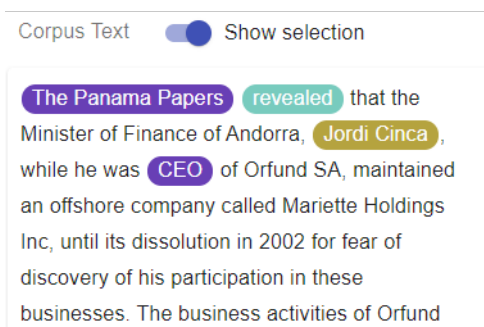 Corpus Text Show selection
The Panama Papers revealed that the
Minister of Finance of Andorra, Jordi Cinca ,
while he was CEO of Orfund SA, maintained
an offshore company called Mariette Holdings
Inc, until its dissolution in 2002 for fear of
discovery of his participation in these
businesses. The business activities of Orfund